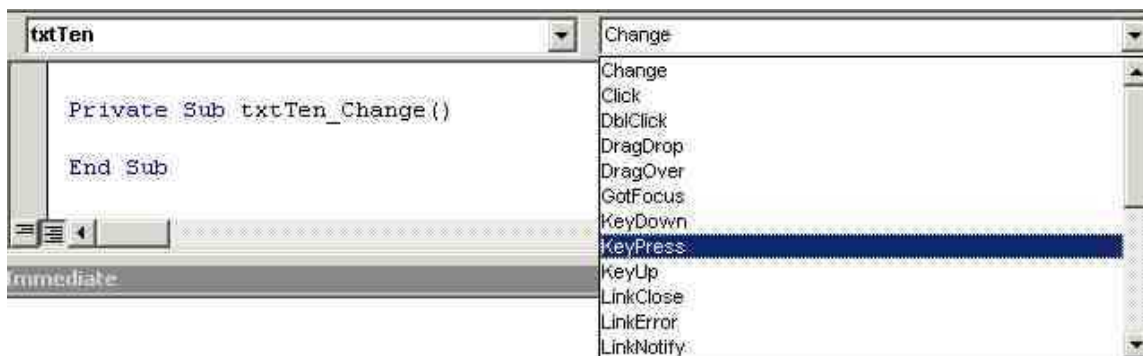 txtTen
Change
Private Sub txtTen_Change()
End Sub
Immediate
Change
Click
DblClick
DragDrop
DragOver
GotFocus
KeyDown
KeyPress
KeyUp
LinkClose
LinkError
LinkNotify